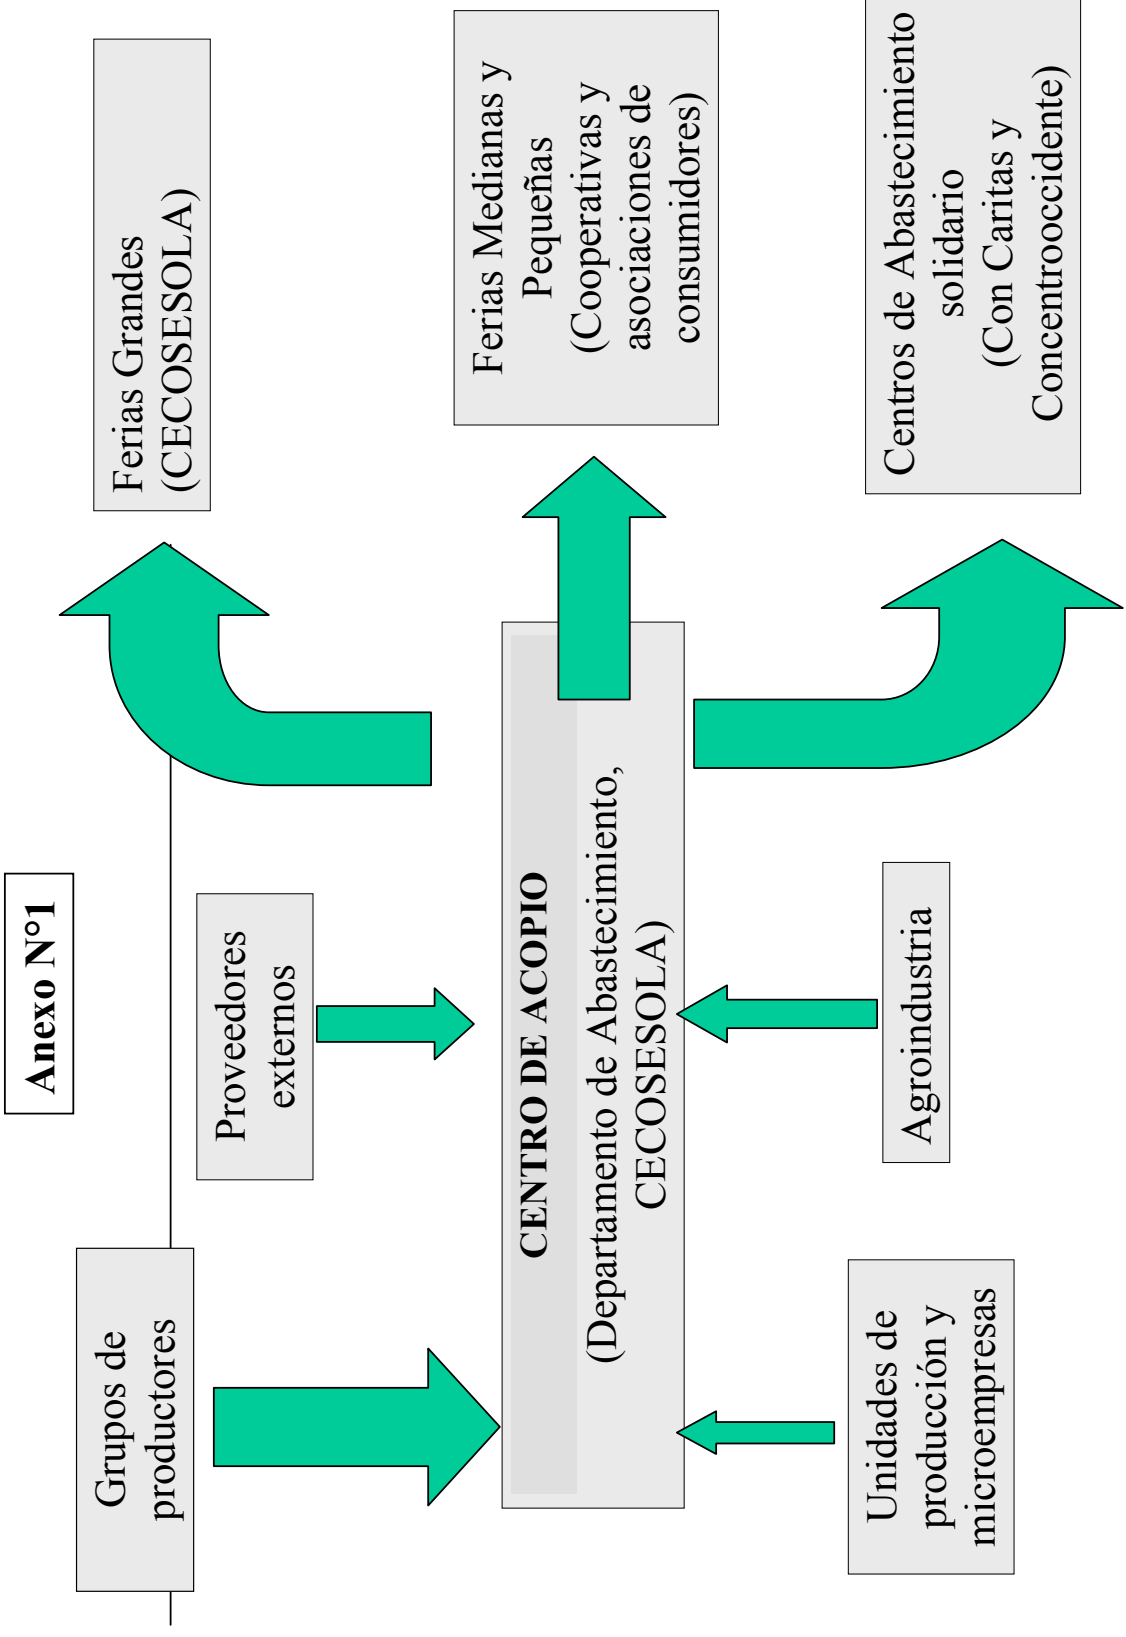 Anexo N°1
Grupos de
productores
Proveedores
externos
Ferias Grandes
(CECOSESOLA)
CENTRO DE ACOPIO
(Departamento de Abastecimiento,
CECOSESOLA)
Ferias Medianas y
Pequeñas
(Cooperativas y
asociaciones de
consumidores)
Unidades de
producción y
microempresas
Agroindustria
Centros de Abastecimiento
solidario
(Con Caritas y
Concentrooccidente)